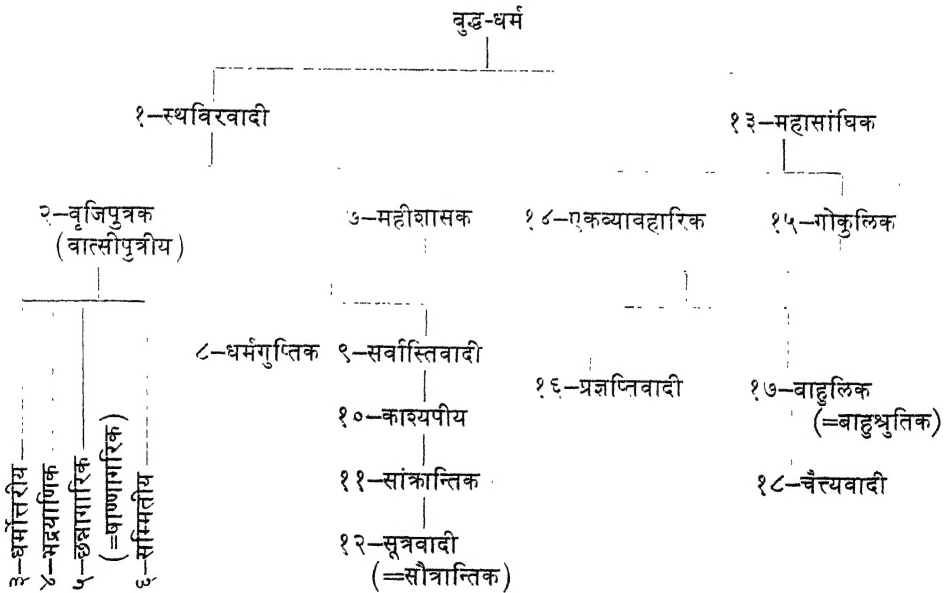 बुद्ध-धर्म
१–स्थविरवादी
१३–महासांघिक
२–वृजिपुत्रक
(वात्सीपुत्रीय)
७–महीशासक
१४–एकव्यावहारिक
१५–गोकुलिक
८–धर्मगुप्तिक
९–सर्वास्तिवादी
१६–प्रज्ञप्तिवादी
१७–बाहुलिक
(=बाहुश्रुतिक)
१०–काश्यपीय
११–सांक्रान्तिक
१८–चैत्त्यवादी
१२–सूत्रवादी
(=सौत्रान्तिक)
३–धर्मोत्तरीय
४–भद्रयाणिक
५–छन्नागारिक
(=षाण्णागरिक)
६–सम्मितीय